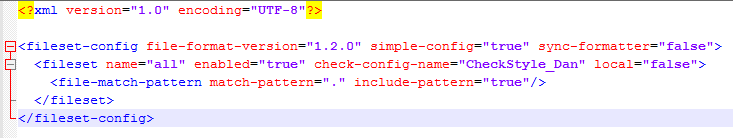 <?xml version="1.0" encoding="UTF-8"?>
<fileset-config file-format-version="1.2.0" simple-config="true" sync-formatter="false">
<fileset name="all" enabled="true" check-config-name="CheckStyle_Dan" local="false">
<file-match-pattern match-pattern="." include-pattern="true"/>
</fileset>
</fileset-config>